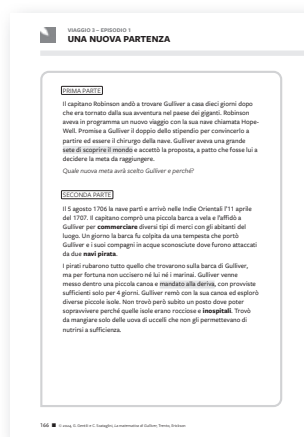 VIAGGIO 3 – EPISODIO 1
UNA NUOVA PARTENZA
PRIMA PARTE
Il capitano Robinson andò a trovare Gulliver a casa dieci giorni dopo
che era tornato dalla sua avventura nel paese dei giganti. Robinson
aveva in programma un nuovo viaggio con la sua nave chiamata Hope-
Well. Promise a Gulliver il doppio dello stipendio per convincerlo a
partire ed essere il chirurgo della nave. Gulliver aveva una grande
sete di scoprire il mondo e accettò la proposta, a patto che fosse lui a
decidere la meta da raggiungere.
Quale nuova meta avrà scelto Gulliver e perché?
SECONDA PARTE
Il 5 agosto 1706 la nave partì e arrivò nelle Indie Orientali l'11 aprile
del 1707. Il capitano comprò una piccola barca a vela e l'affidò a
Gulliver per commerciare diversi tipi di merci con gli abitanti del
luogo. Un giorno la barca fu colpita da una tempesta che portò
Gulliver e i suoi compagni in acque sconosciute dove furono attaccati
da due navi pirata.
I pirati rubarono tutto quello che trovarono sulla barca di Gulliver,
ma per fortuna non uccisero né lui né i marinai. Gulliver venne
messo dentro una piccola canoa e mandato alla deriva, con provviste
sufficienti solo per 4 giorni. Gulliver remò con la sua canoa ed esplorò
diverse piccole isole. Non trovò però subito un posto dove poter
sopravvivere perché quelle isole erano rocciose e inospitali. Trovò
da mangiare solo delle uova di uccelli che non gli permettevano di
nutrirsi a sufficienza.
166 © 2024, D. Gentili e C. Scataglini, La matematica di Gulliver, Trento, Erickson